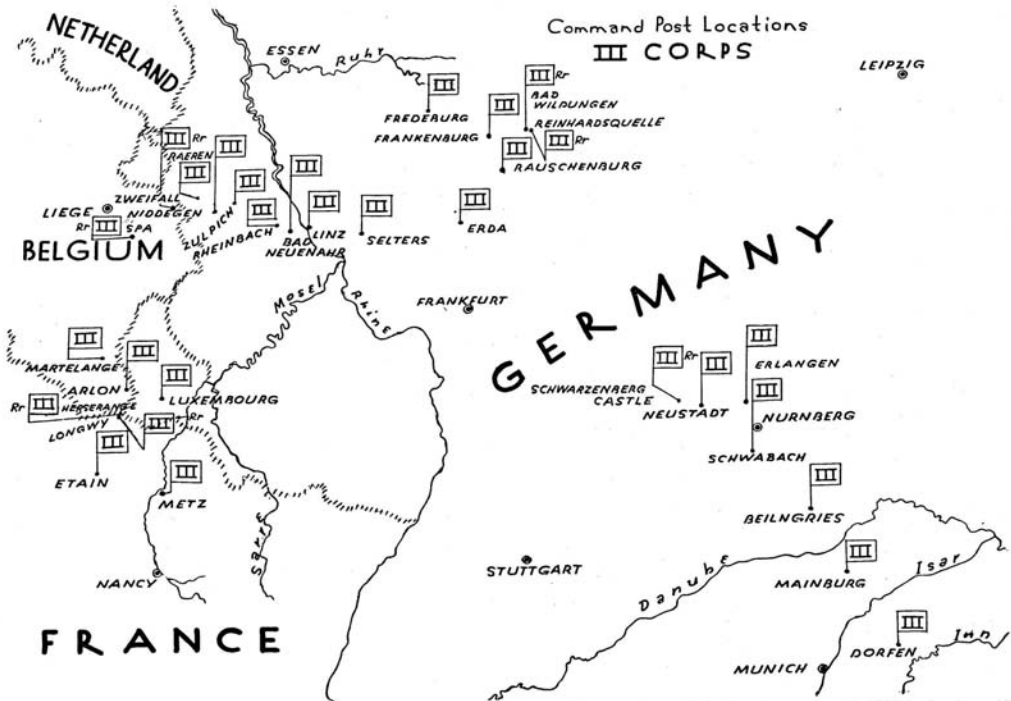 Command Post Locations
III CORPS
NETHERLAND
ESSEN
Ruhr
LEIPZIG
III
FREDEBURG
III Rr
BAD
WILDUNGEN
III
FRANKENBURG
REINHARDSQUELLE
III Rr
III
RAUSCHENBURG
III Rr
RAEREN
III
III
ZWEIFALL
NIDDEGEN
III
ZULPICH
III
RHEINBACH
III
BAD
NEUENAHR
III
LINZ
III
SELTERS
III
ERDA
LIEGE
Rr III
SPA
BELGIUM
Mosel
Rhine
FRANKFURT
GERMANY
III
MARTELANGE
III
ARLON
III
LUXEMBOURG
Rr III
HERSERANGE
III Rr
LONGWY
III
ETAIN
III
METZ
Sarre
NANCY
FRANCE
III Rr
SCHWARZENBERG
CASTLE
III
NEUSTADT
III
ERLANGEN
III
NURNBERG
SCHWABACH
III
BEILNGRIES
STUTTGART
Danube
III
MAINBURG
Isar
III
DORFEN
Inn
MUNICH